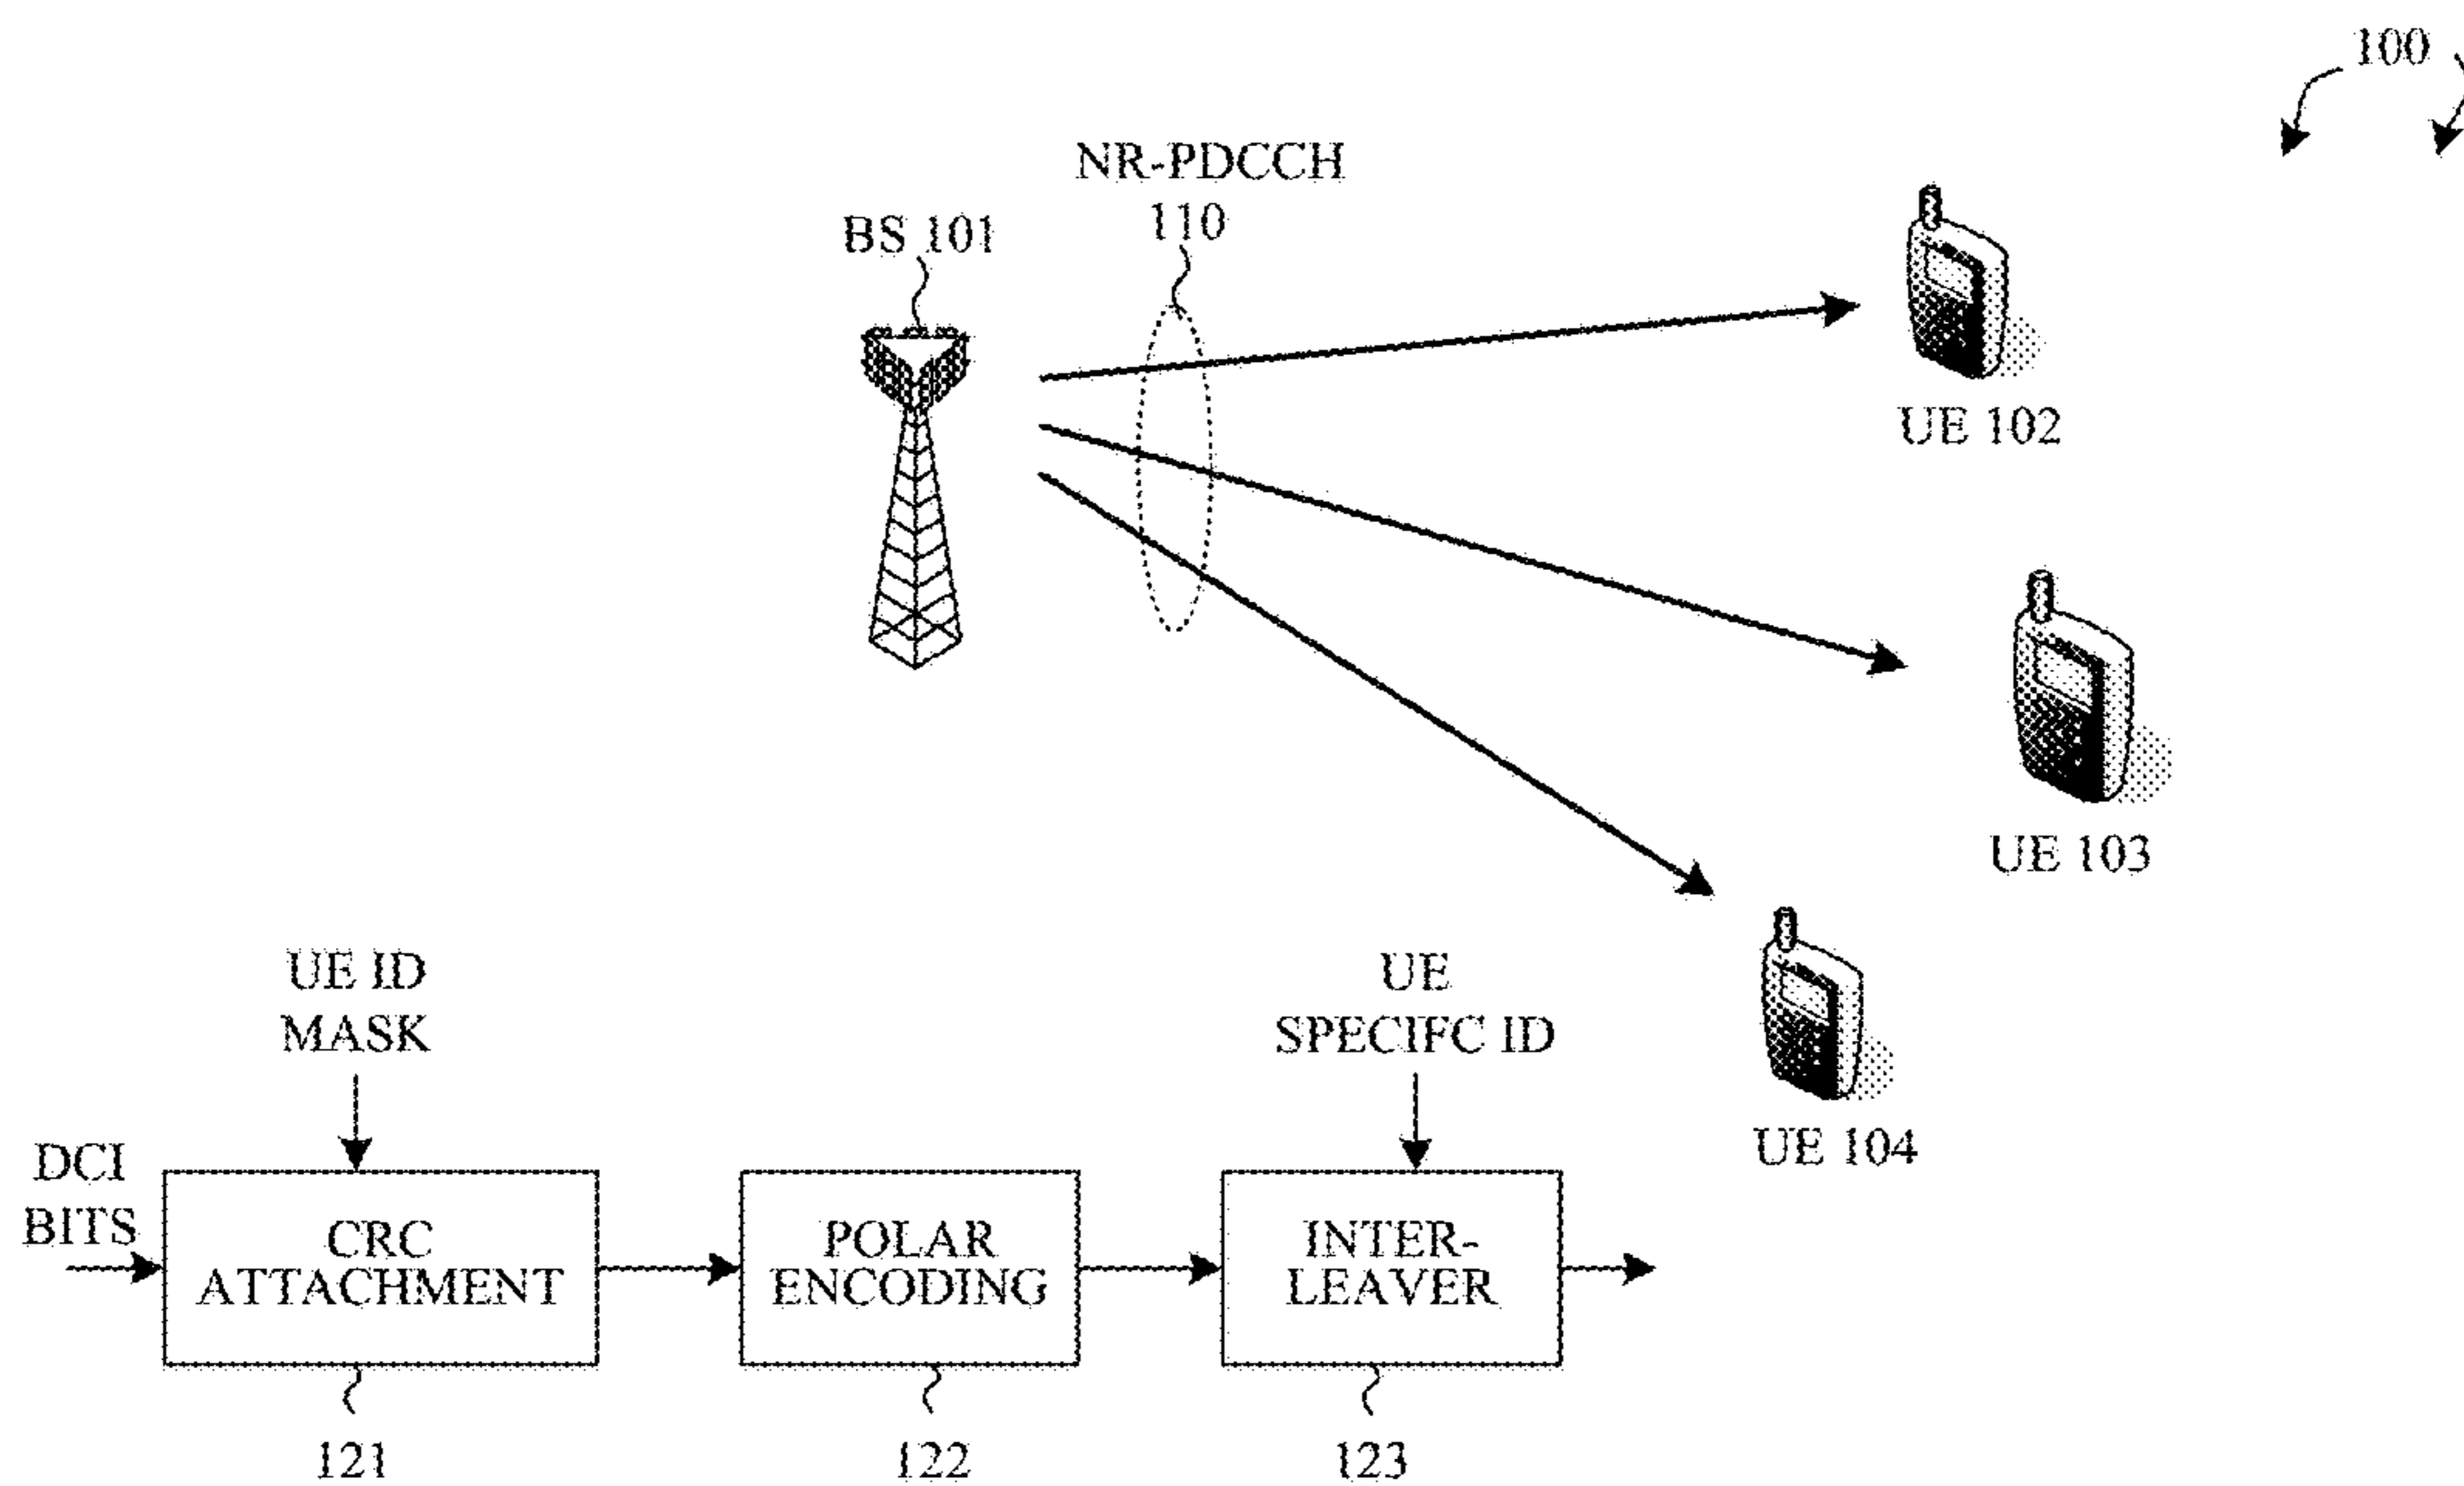 100
NR-PDCCH
110
BS 101
UE 102
UE 103
UE 104
UE ID
MASK
UE
SPECIFC ID
DCI
BITS
CRC
ATTACHMENT
POLAR
ENCODING
INTER-
LEAVER
121
122
123